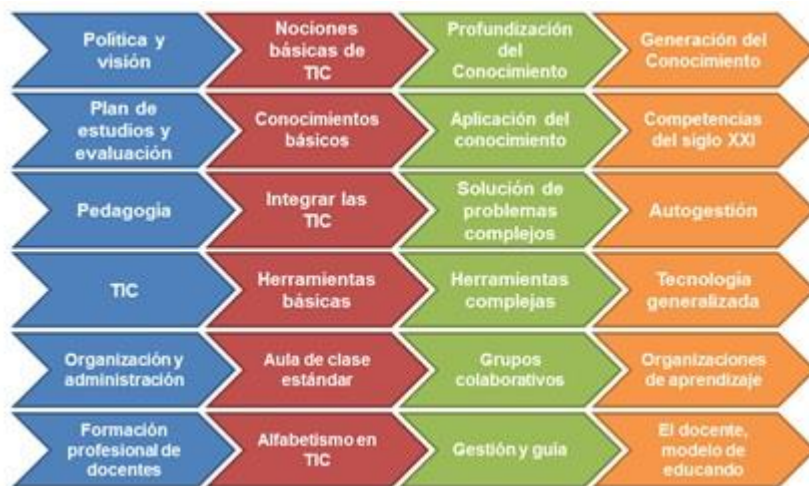 Política y
visión
Nociones
básicas de
TIC
Profundización
del
Conocimiento
Generación del
Conocimiento
Plan de
estudios y
evaluación
Conocimientos
básicos
Aplicación del
conocimiento
Competencias
del siglo XXI
Pedagogía
Integrar las
TIC
Solución de
problemas
complejos
Autogestión
TIC
Herramientas
básicas
Herramientas
complejas
Tecnología
generalizada
Organización y
administración
Aula de clase
estándar
Grupos
colaborativos
Organizaciones
de aprendizaje
Formación
profesional de
docentes
Alfabetismo en
TIC
Gestión y guía
El docente,
modelo de
educando